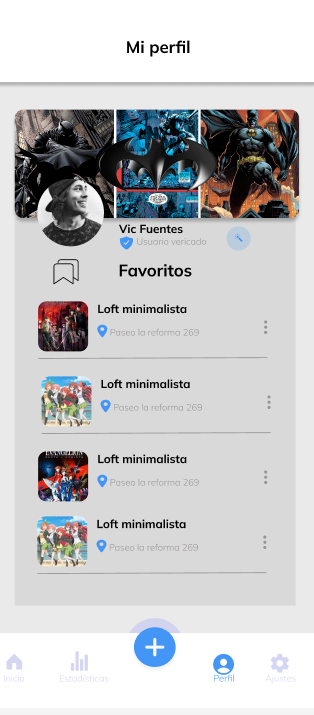 Mi perfil
Vic Fuentes
Usuario vericado
Favoritos
Loft minimalista
Paseo la reforma 269
Loft minimalista
Paseo la reforma 269
EVANGELION
Loft minimalista
Paseo la reforma 269
Loft minimalista
Paseo la reforma 269
Inicio
Estadísticas
Perfil
Ajustes